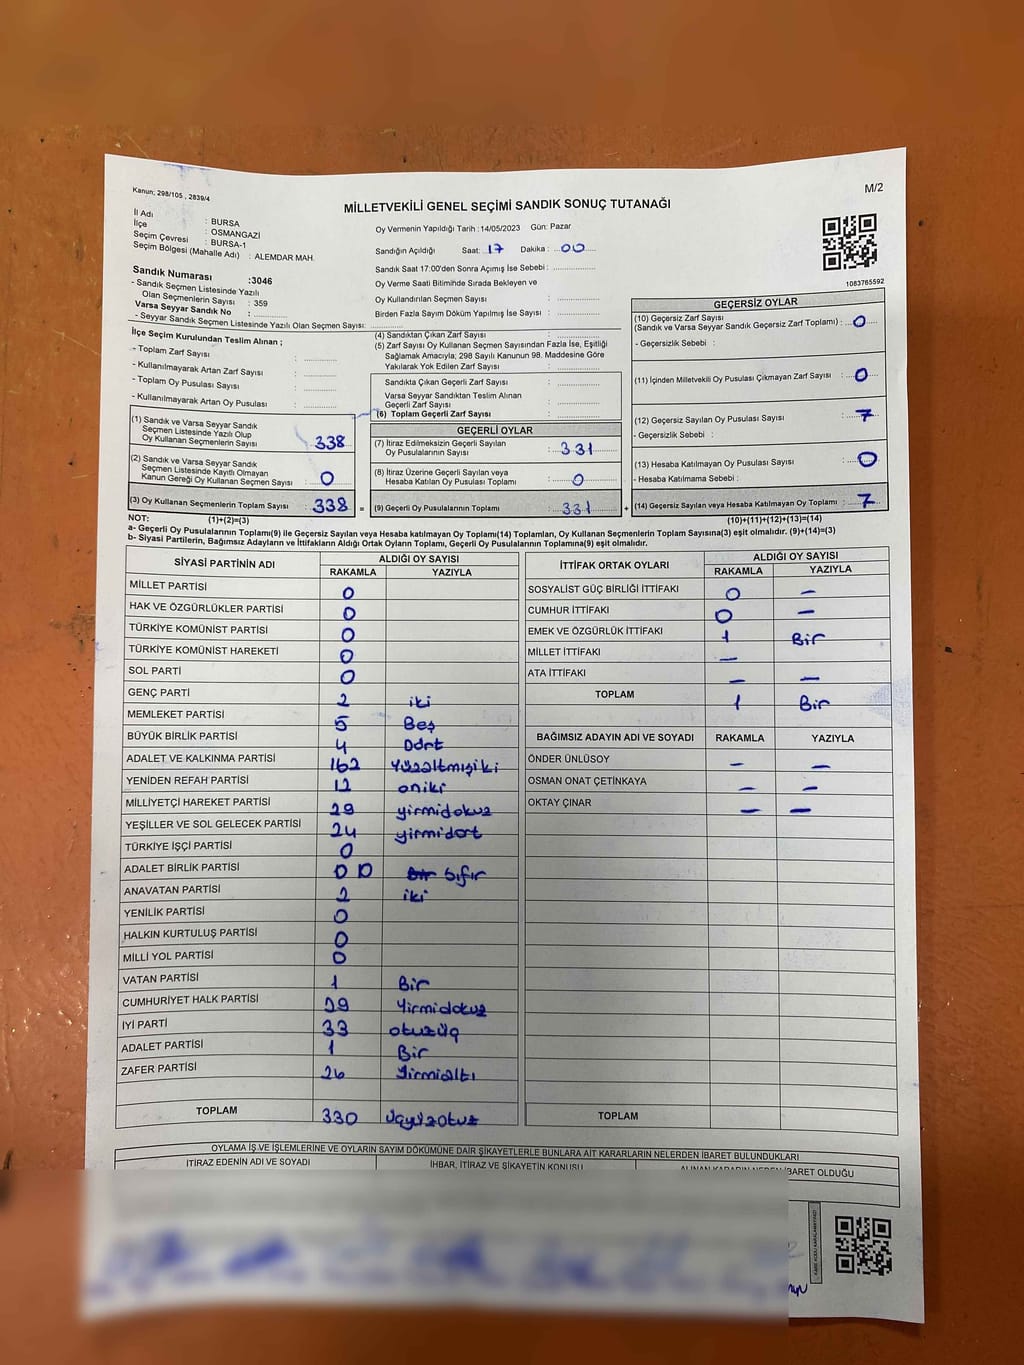 Kanun; 298/105 , 2839/4
M/2
MİLLETVEKİLİ GENEL SEÇİMİ SANDIK SONUÇ TUTANAĞI
İl Adı : BURSA
İlçe : OSMANGAZİ
Seçim Çevresi : BURSA-1
Seçim Bölgesi (Mahalle Adı) : ALEMDAR MAH.
Sandık Numarası :3046
- Sandık Seçmen Listesinde Yazılı
Olan Seçmenlerin Sayısı : 359
Varsa Seyyar Sandık No :
- Seyyar Sandık Seçmen Listesinde Yazılı Olan Seçmen Sayısı:
Oy Vermenin Yapıldığı Tarih :14/05/2023 Gün: Pazar
Sandığın Açıldığı Saat: 17 Dakika : 00
Sandık Saat 17:00'den Sonra Açımış İse Sebebi :
Oy Verme Saati Bitiminde Sırada Bekleyen ve
Oy Kullandırılan Seçmen Sayısı :
Birden Fazla Sayım Döküm Yapılmış İse Sayısı :
1083765592
İlçe Seçim Kurulundan Teslim Alınan ;
- Toplam Zarf Sayısı :
- Kullanılmayarak Artan Zarf Sayısı :
- Toplam Oy Pusulası Sayısı :
- Kullanılmayarak Artan Oy Pusulası :
(4) Sandıktan Çıkan Zarf Sayısı :
(5) Zarf Sayısı Oy Kullanan Seçmen Sayısından Fazla İse, Eşitliği
Sağlamak Amacıyla; 298 Sayılı Kanunun 98. Maddesine Göre
Yakılarak Yok Edilen Zarf Sayısı :
Sandıkta Çıkan Geçerli Zarf Sayısı :
Varsa Seyyar Sandıktan Teslim Alınan
Geçerli Zarf Sayısı :
(6) Toplam Geçerli Zarf Sayısı :
(1) Sandık ve Varsa Seyyar Sandık
Seçmen Listesinde Yazılı Olup
Oy Kullanan Seçmenlerin Sayısı : 338
(2) Sandık ve Varsa Seyyar Sandık
Seçmen Listesinde Kayıtlı Olmayan
Kanun Gereği Oy Kullanan Seçmen Sayısı : 0
(3) Oy Kullanan Seçmenlerin Toplam Sayısı : 338 =
GEÇERLİ OYLAR
(7) İtiraz Edilmeksizin Geçerli Sayılan
Oy Pusulalarının Sayısı : 331
(8) İtiraz Üzerine Geçerli Sayılan veya
Hesaba Katılan Oy Pusulası Toplamı : 0
(9) Geçerli Oy Pusulalarının Toplamı : 331 +
GEÇERSİZ OYLAR
(10) Geçersiz Zarf Sayısı
(Sandık ve Varsa Seyyar Sandık Geçersiz Zarf Toplamı) : 0
- Geçersizlik Sebebi :
(11) İçinden Milletvekili Oy Pusulası Çıkmayan Zarf Sayısı : 0
(12) Geçersiz Sayılan Oy Pusulası Sayısı : 7
- Geçersizlik Sebebi :
(13) Hesaba Katılmayan Oy Pusulası Sayısı : 0
- Hesaba Katılmama Sebebi :
(14) Geçersiz Sayılan veya Hesaba Katılmayan Oy Toplamı : 7
NOT: (1)+(2)=(3) (10)+(11)+(12)+(13)=(14)
a- Geçerli Oy Pusulalarının Toplamı(9) ile Geçersiz Sayılan veya Hesaba katılmayan Oy Toplamı(14) Toplamları, Oy Kullanan Seçmenlerin Toplam Sayısına(3) eşit olmalıdır. (9)+(14)=(3)
b- Siyasi Partilerin, Bağımsız Adayların ve İttifakların Aldığı Ortak Oyların Toplamı, Geçerli Oy Pusulalarının Toplamına(9) eşit olmalıdır.
SİYASİ PARTİNİN ADI ALDIĞI OY SAYISI
RAKAMLA YAZIYLA
MİLLET PARTİSİ 0
HAK VE ÖZGÜRLÜKLER PARTİSİ 0
TÜRKİYE KOMÜNİST PARTİSİ 0
TÜRKİYE KOMÜNİST HAREKETİ 0
SOL PARTİ 0
GENÇ PARTİ 2 iki
MEMLEKET PARTİSİ 5 Beş
BÜYÜK BİRLİK PARTİSİ 4 Dört
ADALET VE KALKINMA PARTİSİ 162 Yüzaltmışiki
YENİDEN REFAH PARTİSİ 12 oniki
MİLLİYETÇİ HAREKET PARTİSİ 29 yirmidokuz
YEŞİLLER VE SOL GELECEK PARTİSİ 24 yirmidört
TÜRKİYE İŞÇİ PARTİSİ 0
ADALET BİRLİK PARTİSİ 0 0 sıfır
ANAVATAN PARTİSİ 2 iki
YENİLİK PARTİSİ 0
HALKIN KURTULUŞ PARTİSİ 0
MİLLİ YOL PARTİSİ 0
VATAN PARTİSİ 1 Bir
CUMHURİYET HALK PARTİSİ 29 Yirmidokuz
İYİ PARTİ 33 otuzüç
ADALET PARTİSİ 1 Bir
ZAFER PARTİSİ 26 Yirmialtı
TOPLAM 330 üçyüzotuz
İTTİFAK ORTAK OYLARI ALDIĞI OY SAYISI
RAKAMLA YAZIYLA
SOSYALİST GÜÇ BİRLİĞİ İTTİFAKI 0 —
CUMHUR İTTİFAKI 0 —
EMEK VE ÖZGÜRLÜK İTTİFAKI 1 Bir
MİLLET İTTİFAKI —
ATA İTTİFAKI — —
TOPLAM 1 Bir
BAĞIMSIZ ADAYIN ADI VE SOYADI RAKAMLA YAZIYLA
ÖNDER ÜNLÜSOY — —
OSMAN ONAT ÇETİNKAYA — —
OKTAY ÇINAR — —
TOPLAM
OYLAMA İŞ VE İŞLEMLERİNE VE OYLARIN SAYIM DÖKÜMÜNE DAİR ŞİKAYETLERLE BUNLARA AİT KARARLARIN NELERDEN İBARET BULUNDUKLARI
İTİRAZ EDENİN ADI VE SOYADI İHBAR, İTİRAZ VE ŞİKAYETİN KONUSU ALINAN KARARIN NEDEN İBARET OLDUĞU